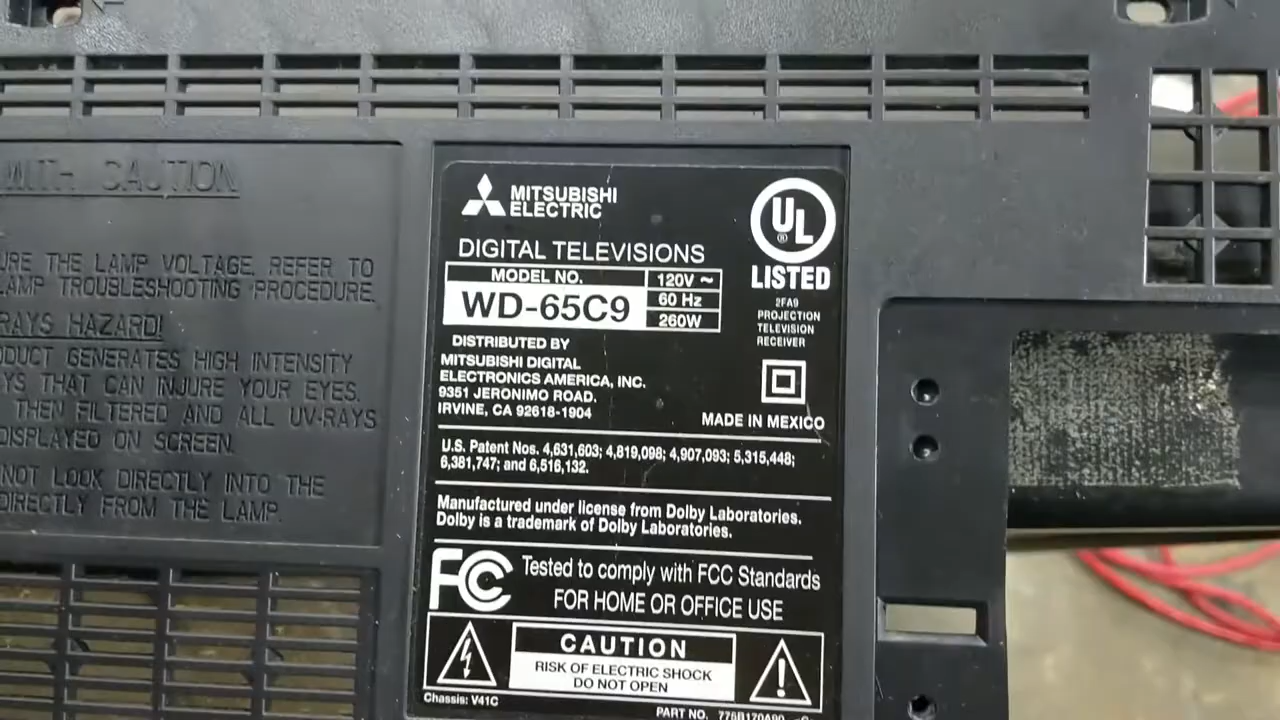 WITH CAUTION
URE THE LAMP VOLTAGE. REFER TO
LAMP TROUBLESHOOTING PROCEDURE.
RAYS HAZARD!
DUCT GENERATES HIGH INTENSITY
YS THAT CAN INJURE YOUR EYES.
THEN FILTERED AND ALL UV-RAYS
DISPLAYED ON SCREEN.
NOT LOOK DIRECTLY INTO THE
DIRECTLY FROM THE LAMP.
MITSUBISHI
ELECTRIC
DIGITAL TELEVISIONS
MODEL NO.
WD-65C9
120V ~
60 Hz
260W
UL
®
LISTED
2FA9
PROJECTION
TELEVISION
RECEIVER
DISTRIBUTED BY
MITSUBISHI DIGITAL
ELECTRONICS AMERICA, INC.
9351 JERONIMO ROAD.
IRVINE, CA 92618-1904
MADE IN MEXICO
U.S. Patent Nos. 4,631,603; 4,819,098; 4,907,093; 5,315,448;
6,381,747; and 6,516,132.
Manufactured under license from Dolby Laboratories.
Dolby is a trademark of Dolby Laboratories.
FC Tested to comply with FCC Standards
FOR HOME OR OFFICE USE
CAUTION
RISK OF ELECTRIC SHOCK
DO NOT OPEN
Chassis: V41C
PART NO.